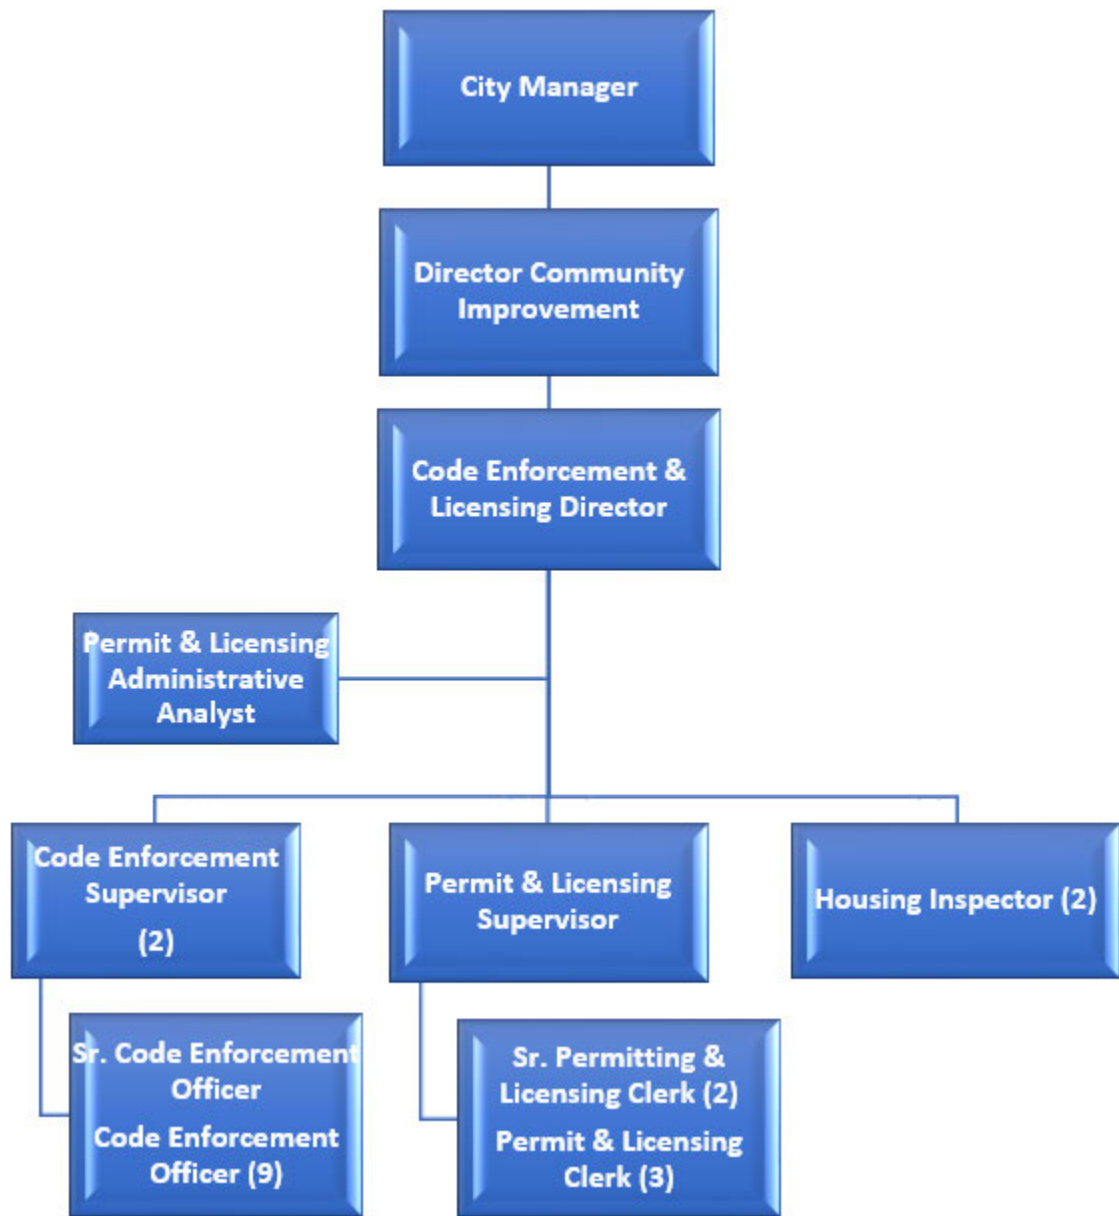 City Manager
Director Community
Improvement
Code Enforcement &
Licensing Director
Permit & Licensing
Administrative
Analyst
Code Enforcement
Supervisor
(2)
Permit & Licensing
Supervisor
Housing Inspector (2)
Sr. Code Enforcement
Officer
Code Enforcement
Officer (9)
Sr. Permitting &
Licensing Clerk (2)
Permit & Licensing
Clerk (3)